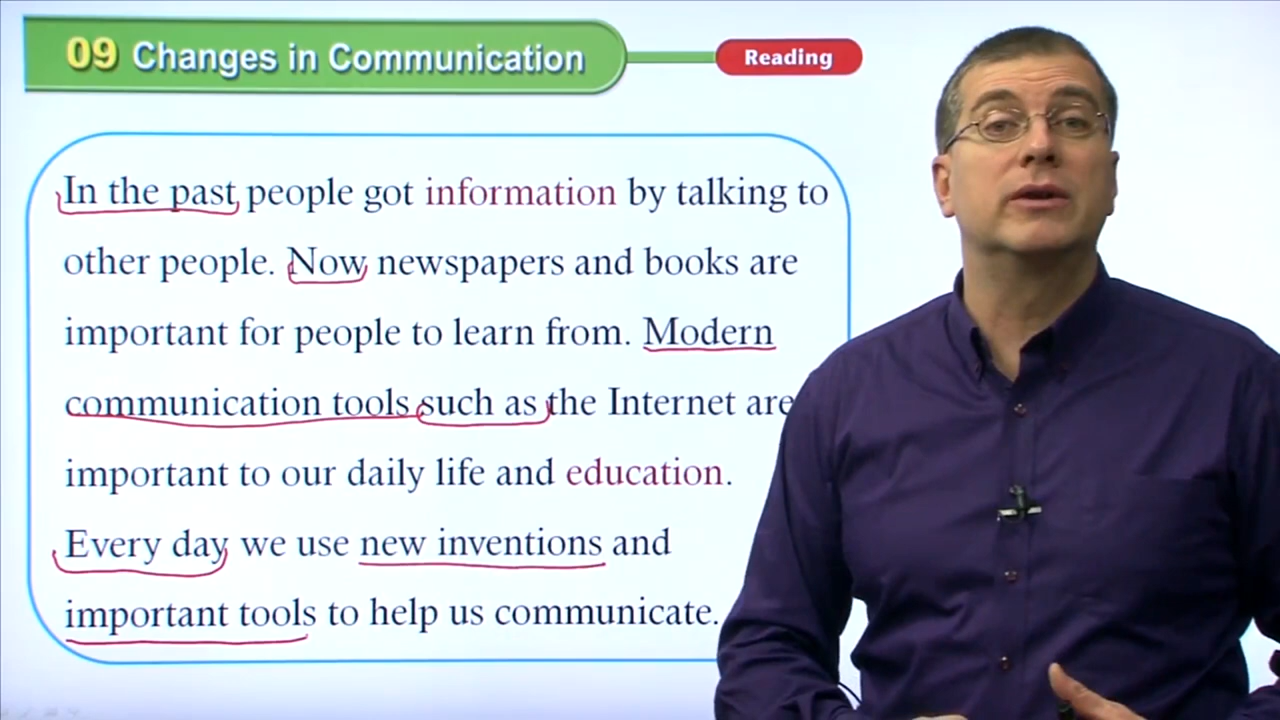 09 Changes in Communication
Reading
In the past people got information by talking to
other people. Now newspapers and books are
important for people to learn from. Modern
communication tools such as the Internet are
important to our daily life and education.
Every day we use new inventions and
important tools to help us communicate.